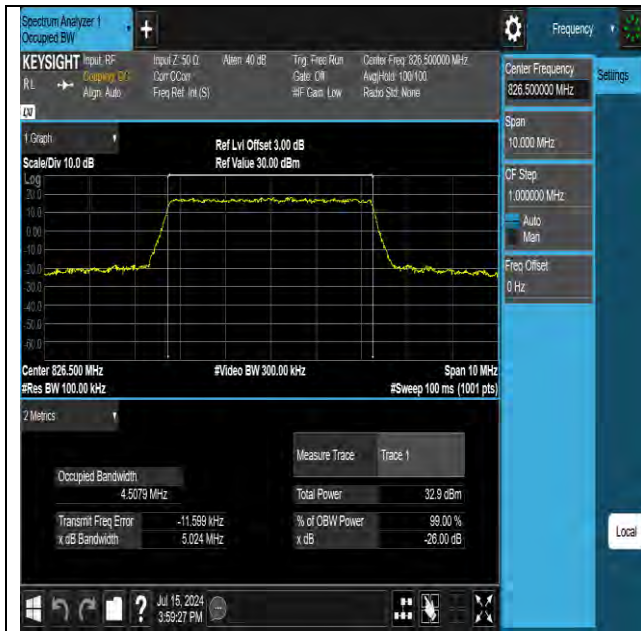 Spectrum Analyzer 1
Occupied BW
+
Frequency
KEYSIGHT
RL
Input: RF
Coupling: DC
Align: Auto
Input Z: 50 Ω
Corr CCorr
Freq Ref: Int (S)
Atten: 40 dB
Trig: Free Run
Gate: Off
#IF Gain: Low
Center Freq: 826.500000 MHz
Avg|Hold: 100/100
Radio Std: None
LXI
Center Frequency
826.500000 MHz
Settings
Span
10.000 MHz
CF Step
1.000000 MHz
Auto
Man
Freq Offset
0 Hz
Local
1 Graph
Scale/Div 10.0 dB
Ref Lvl Offset 3.00 dB
Ref Value 30.00 dBm
Log
20.0
10.0
0.00
-10.0
-20.0
-30.0
-40.0
-50.0
-60.0
Center 826.500 MHz
#Video BW 300.00 kHz
Span 10 MHz
#Res BW 100.00 kHz
#Sweep 100 ms (1001 pts)
2 Metrics
Measure Trace
Trace 1
Occupied Bandwidth
4.5079 MHz
Total Power
32.9 dBm
Transmit Freq Error
-11.599 kHz
% of OBW Power
99.00 %
x dB Bandwidth
5.024 MHz
x dB
-26.00 dB
?
Jul 15, 2024
3:59:27 PM